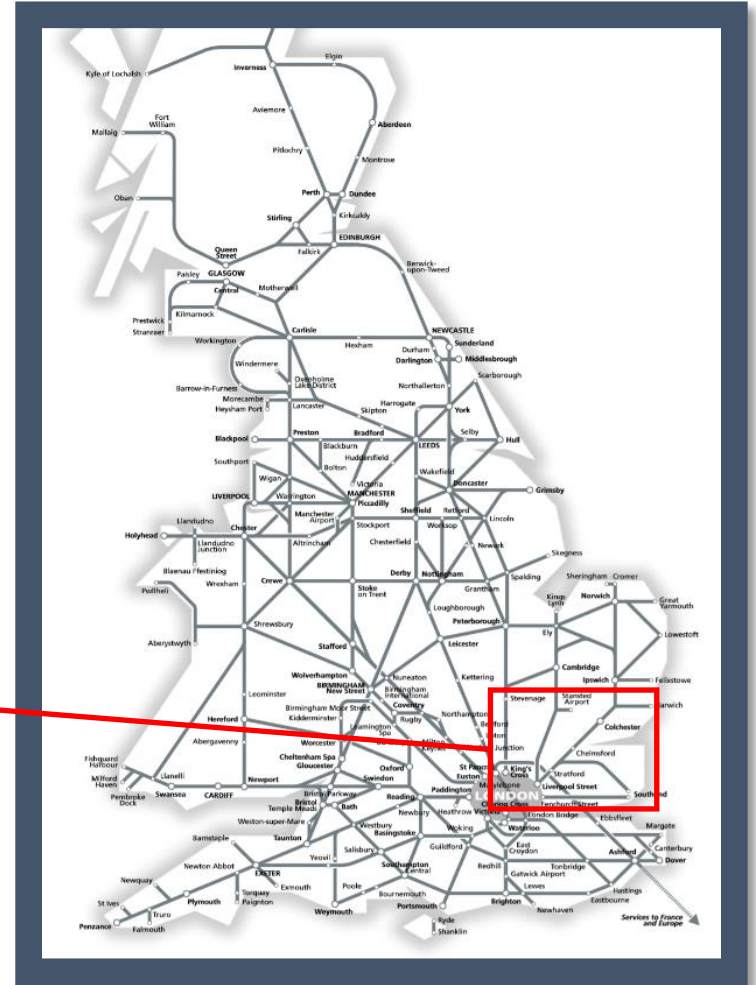 Elgin
Inverness
Kyle of Lochalsh
Aviemore
Fort
William
Aberdeen
Mallaig
Pitlochry
Montrose
Perth
Dundee
Oban
Stirling
Kirkcaldy
EDINBURGH
Queen
Street
Falkirk
Berwick-
upon-Tweed
Paisley
GLASGOW
Central
Motherwell
Prestwick
Kilmarnock
Stranraer
Carlisle
NEWCASTLE
Workington
Hexham
Sunderland
Durham
Darlington
Middlesbrough
Windermere
Oxenholme
Lake District
Scarborough
Barrow-in-Furness
Northallerton
Morecambe
Heysham Port
Lancaster
Harrogate
Skipton
York
Blackpool
Preston
Bradford
LEEDS
Selby
Hull
Blackburn
Southport
Bolton
Huddersfield
Wakefield
Wigan
Victoria
Doncaster
Grimsby
LIVERPOOL
Warrington
MANCHESTER
Piccadilly
Manchester
Airport
Sheffield
Retford
Lincoln
Llandudno
Chester
Stockport
Worksop
Holyhead
Llandudno
Junction
Altrincham
Chesterfield
Newark
Skegness
Blaenau Ffestiniog
Wrexham
Crewe
Stoke
on Trent
Derby
Nottingham
Grantham
Spalding
Sheringham
Cromer
Pwllheli
Kings
Lynn
Norwich
Great
Yarmouth
Loughborough
Shrewsbury
Peterborough
Ely
Lowestoft
Aberystwyth
Stafford
Leicester
Wolverhampton
Nuneaton
Kettering
Cambridge
BIRMINGHAM
New Street
Birmingham
International
Ipswich
Felixstowe
Leominster
Coventry
Stevenage
Stansted
Airport
Birmingham Moor Street
Kidderminster
Rugby
Northampton
Harwich
Hereford
Leamington
Spa
Bedford
Colchester
Abergavenny
Worcester
Milton
Keynes
Junction
Chelmsford
Fishguard
Harbour
Cheltenham Spa
Gloucester
Oxford
St Pancras
King's
Cross
Stratford
Milford
Haven
Llanelli
Newport
Swindon
Euston
Marylebone
Liverpool Street
Pembroke
Dock
Swansea
CARDIFF
Bristol Parkway
Paddington
LONDON
Southend
Bristol
Temple Meads
Bath
Reading
Charing Cross
Fenchurch Street
Newbury
Heathrow
Victoria
London Bridge
Ebbsfleet
Weston-super-Mare
Westbury
Waterloo
Margate
Barnstaple
Taunton
Basingstoke
Woking
East
Croydon
Canterbury
Salisbury
Guildford
Ashford
Dover
Newton Abbot
Yeovil
Redhill
Tonbridge
EXETER
Southampton
Central
Gatwick Airport
Newquay
Exmouth
Poole
Lewes
Hastings
Torquay
Paignton
Bournemouth
Eastbourne
St Ives
Plymouth
Weymouth
Portsmouth
Brighton
Newhaven
Truro
Penzance
Falmouth
Ryde
Shanklin
Services to France
and Europe